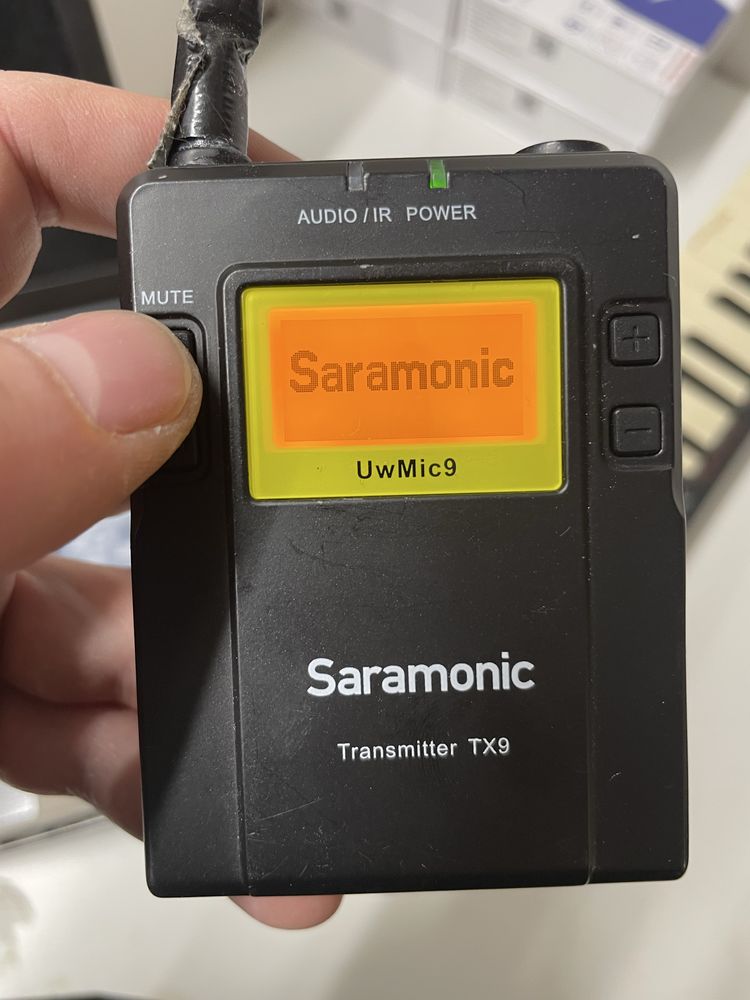 AUDIO / IR POWER
MUTE
Saramonic
+
-
UwMic9
Saramonic
Transmitter TX9